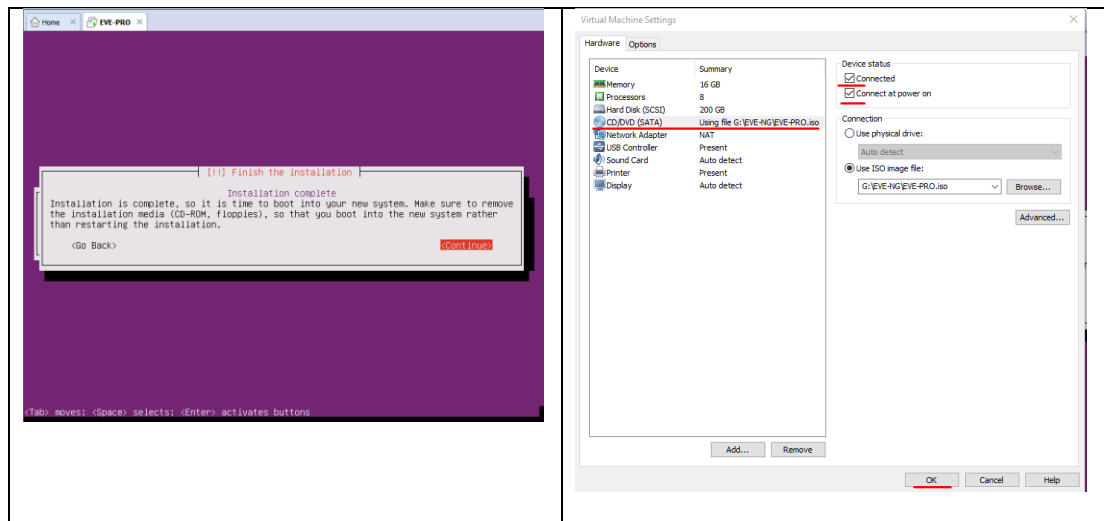 Home EVE-PRO
[!!] Finish the installation
Installation complete
Installation is complete, so it is time to boot into your new system. Make sure to remove
the installation media (CD-ROM, floppies), so that you boot into the new system rather
than restarting the installation.
<Go Back> <Continue>
<Tab> moves; <Space> selects; <Enter> activates buttons
Virtual Machine Settings
Hardware Options
Device Summary
Memory 16 GB
Processors 8
Hard Disk (SCSI) 200 GB
CD/DVD (SATA) Using file G:\EVE-NG\EVE-PRO.iso
Network Adapter NAT
USB Controller Present
Sound Card Auto detect
Printer Present
Display Auto detect
Add... Remove
Device status
Connected
Connect at power on
Connection
Use physical drive:
Auto detect
Use ISO image file:
G:\EVE-NG\EVE-PRO.iso Browse...
Advanced...
OK Cancel Help